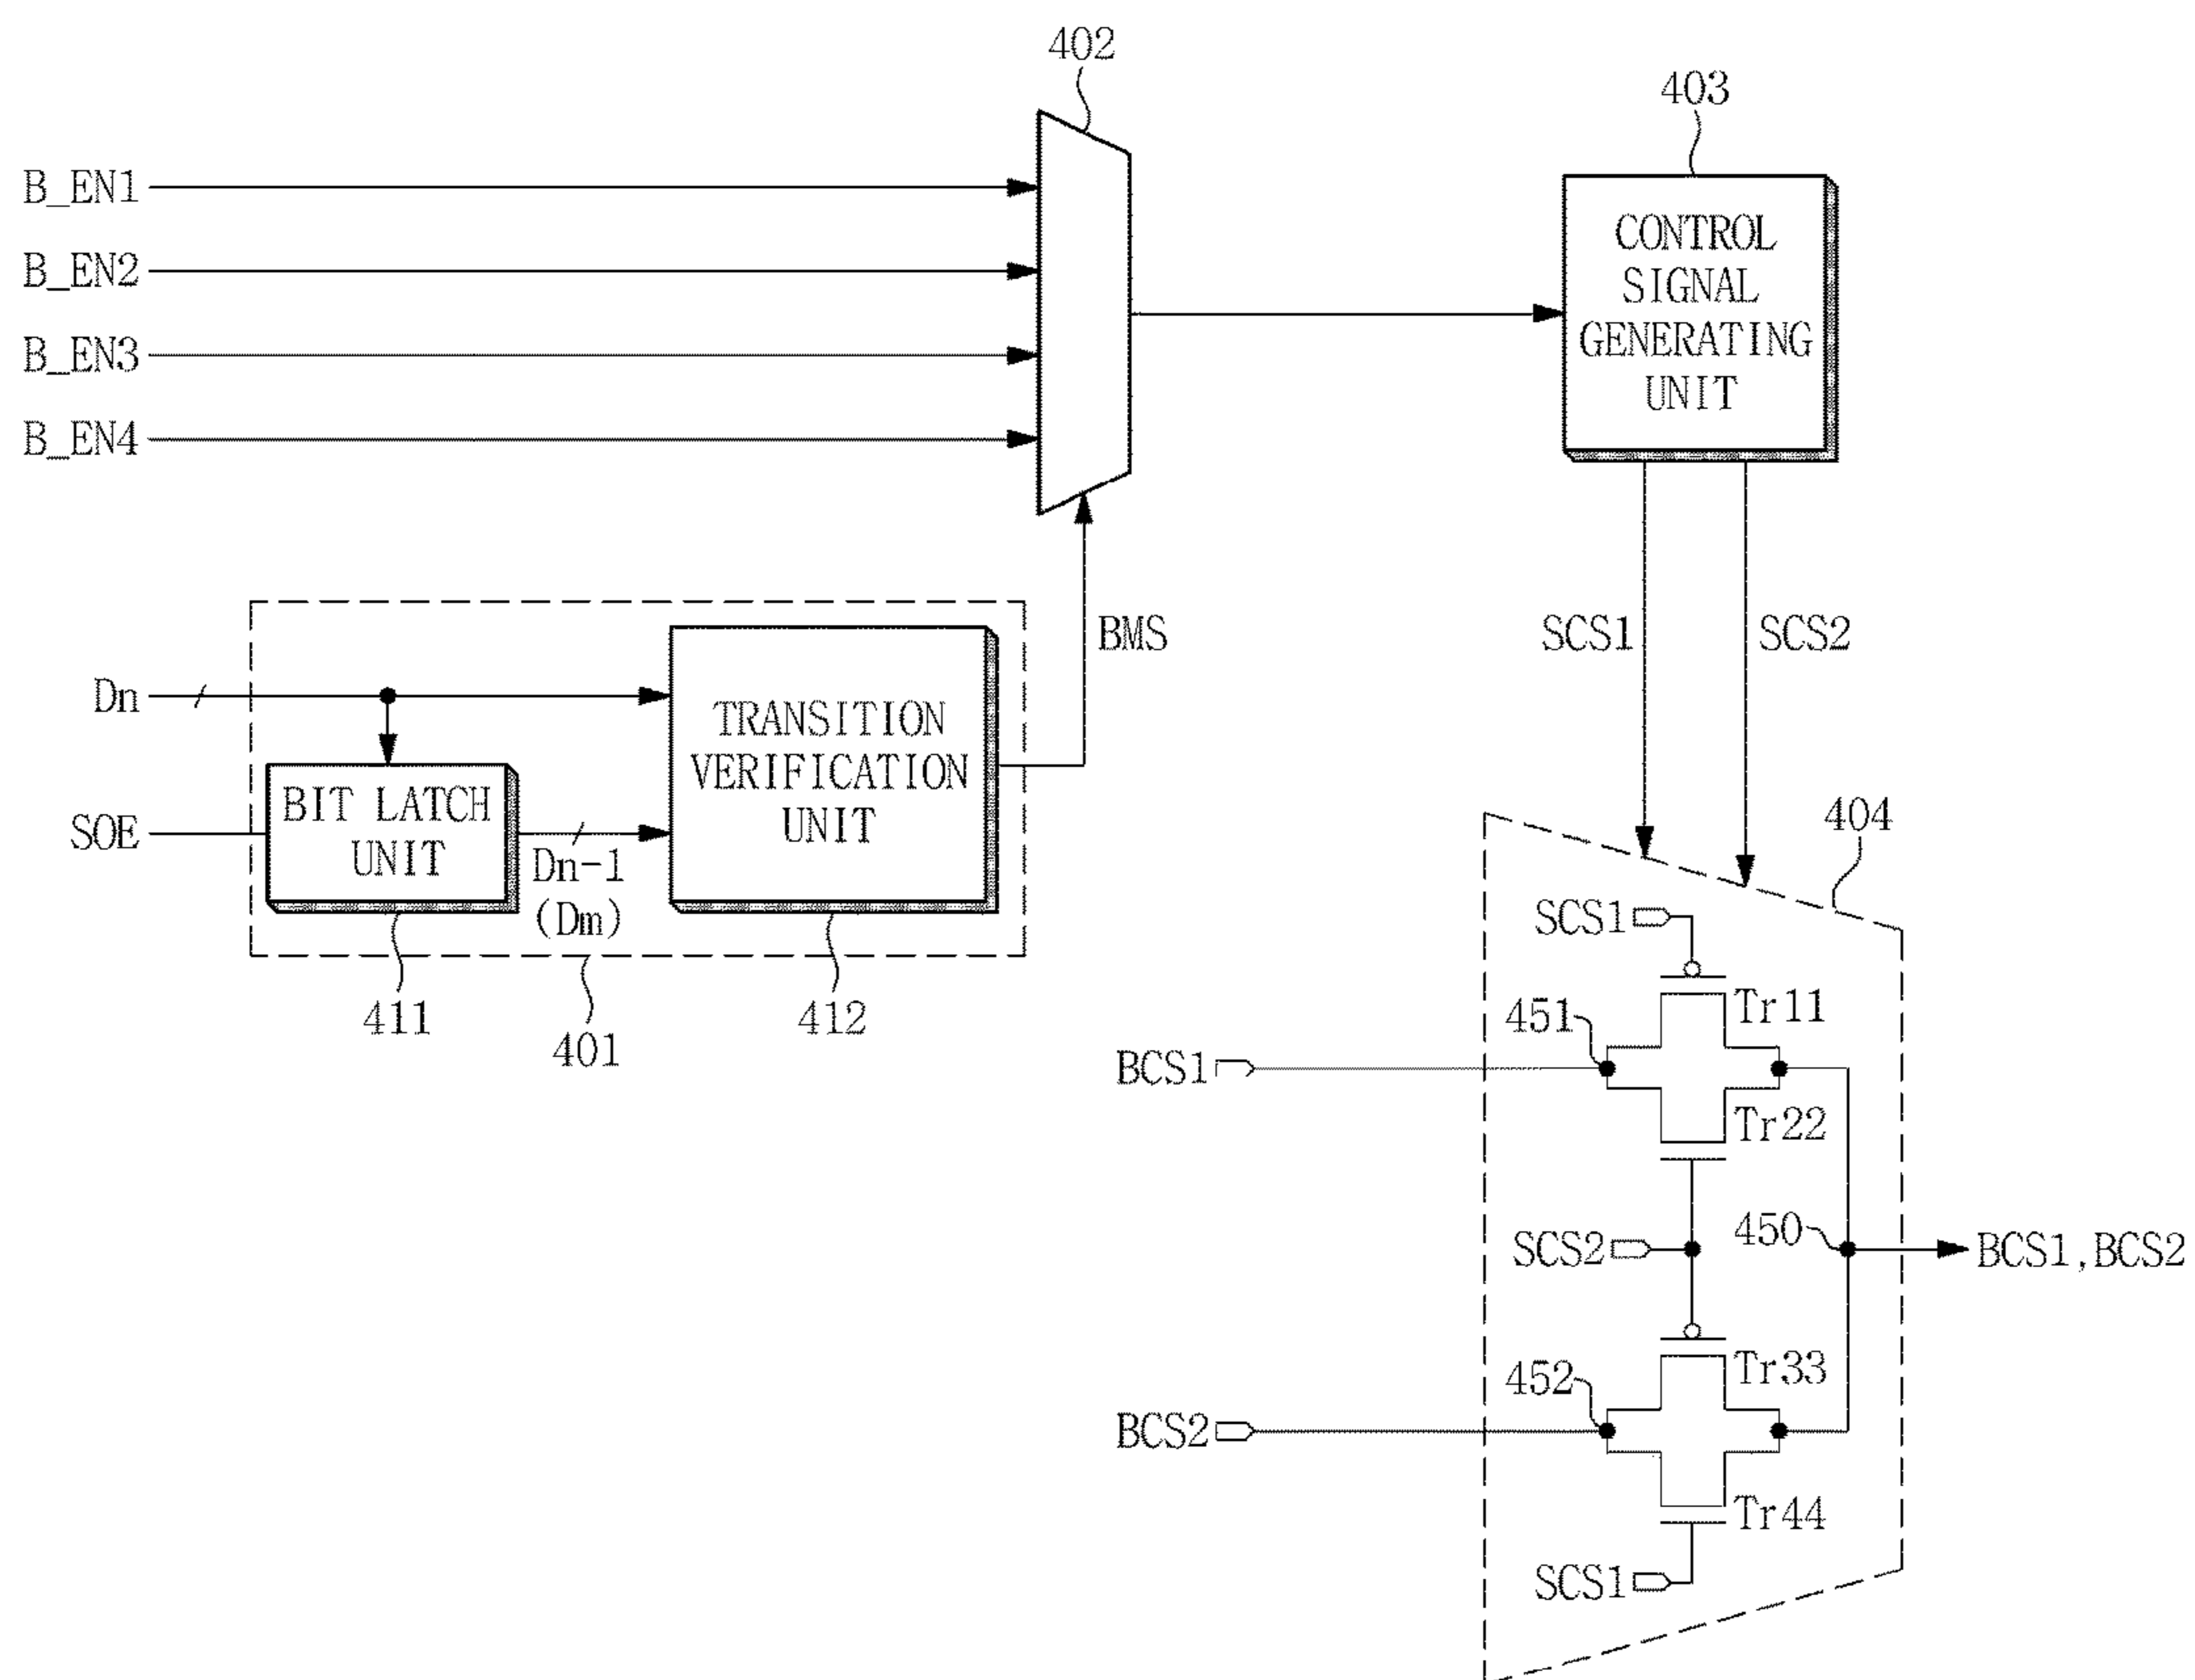 402
403
B_EN1
B_EN2
B_EN3
B_EN4
CONTROL
SIGNAL
GENERATING
UNIT
BMS
SCS1
SCS2
Dn
TRANSITION
VERIFICATION
UNIT
SOE
BIT LATCH
UNIT
Dn-1
(Dm)
411
401
412
404
SCS1
Tr11
451
BCS1
Tr22
SCS2
450
BCS1,BCS2
Tr33
452
BCS2
Tr44
SCS1